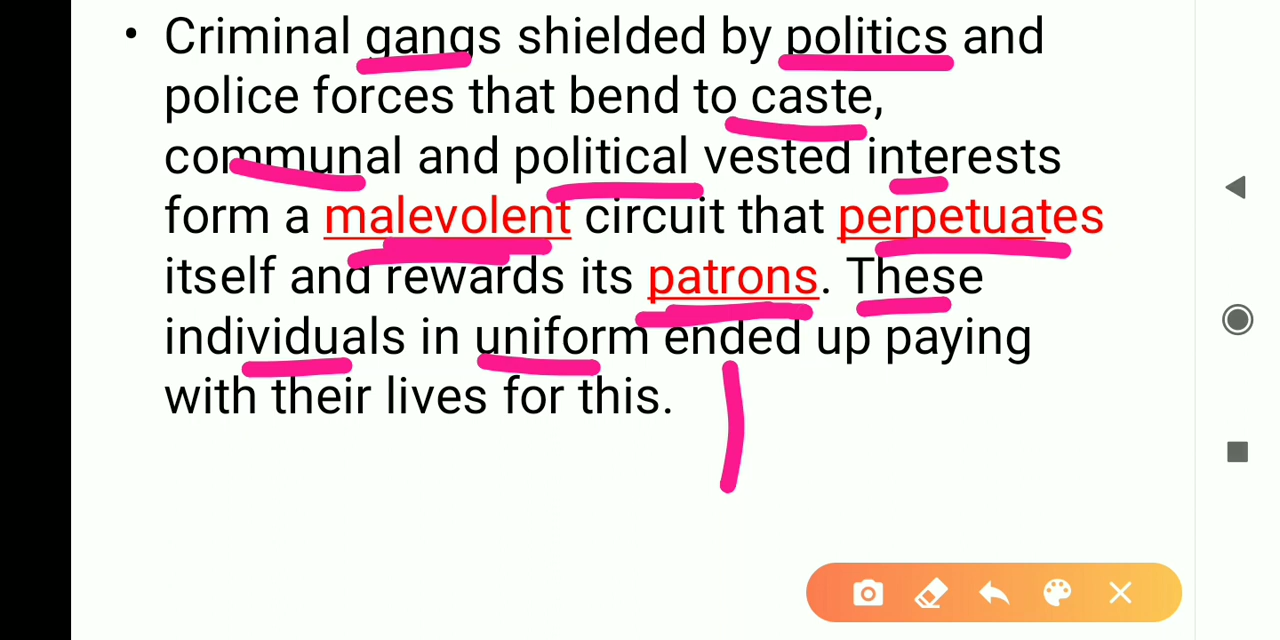 • Criminal gangs shielded by politics and
police forces that bend to caste,
communal and political vested interests
form a malevolent circuit that perpetuates
itself and rewards its patrons. These
individuals in uniform ended up paying
with their lives for this.